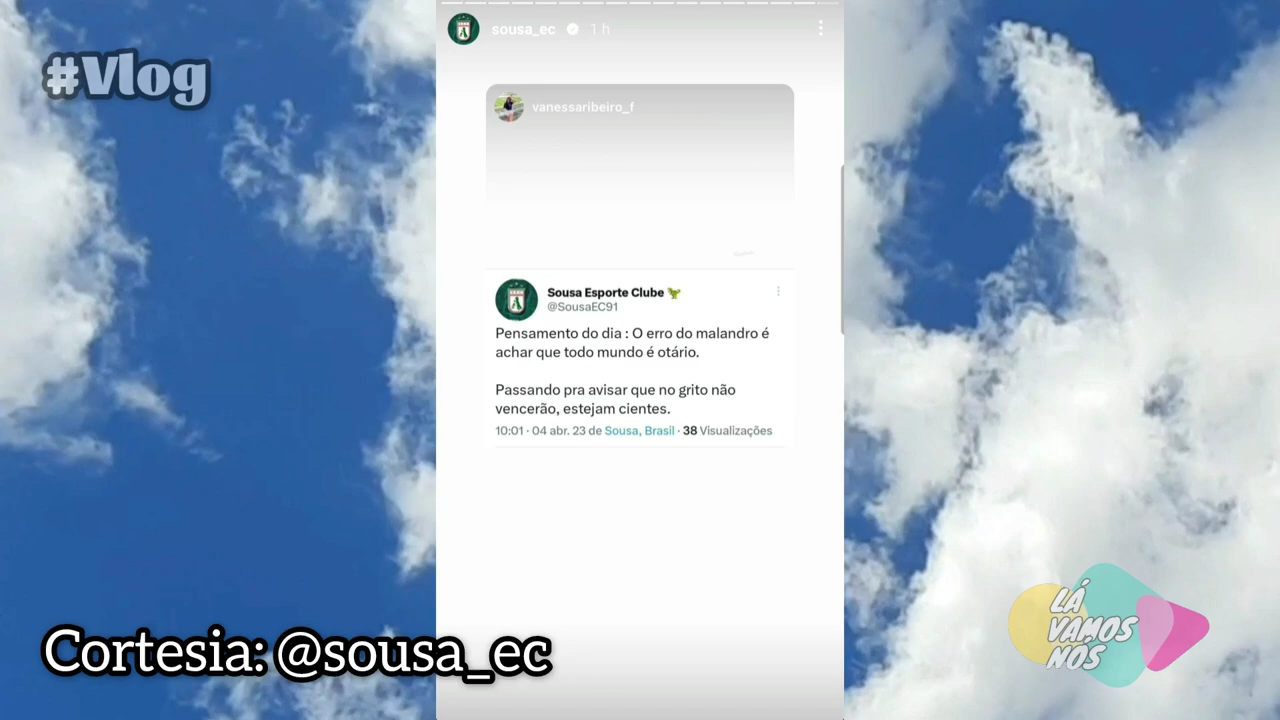 #Vlog
sousa_ec 1 h
vanessaribeiro_f
Sousa Esporte Clube
@SousaEC91
Pensamento do dia : O erro do malandro é
achar que todo mundo é otário.
Passando pra avisar que no grito não
vencerão, estejam cientes.
10:01 · 04 abr. 23 de Sousa, Brasil · 38 Visualizações
Cortesia: @sousa_ec
LÁ
VAMOS
NOS